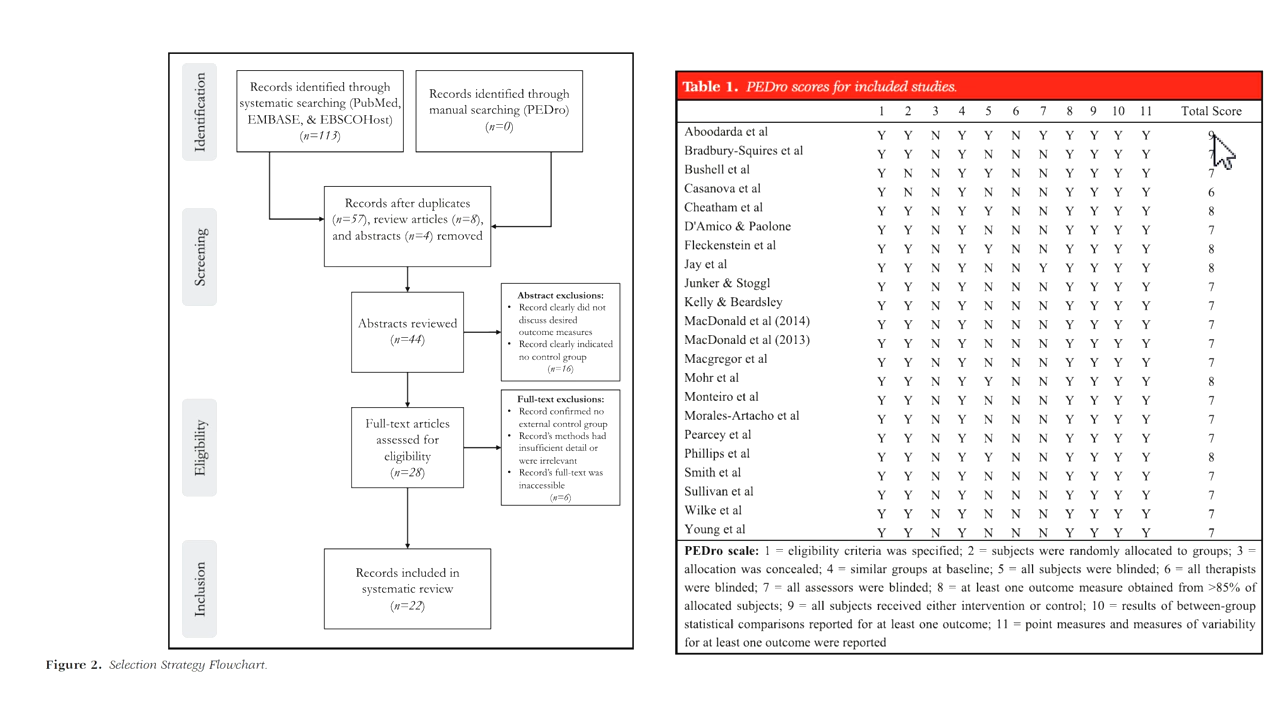 Identification
Records identified through
systematic searching (PubMed,
EMBASE, & EBSCOHost)
(n=113)
Records identified through
manual searching (PEDro)
(n=0)
Screening
Records after duplicates
(n=57), review articles (n=8),
and abstracts (n=4) removed
Abstracts reviewed
(n=44)
Abstract exclusions:
• Record clearly did not
discuss desired
outcome measures
• Record clearly indicated
no control group
(n=16)
Eligibility
Full-text articles
assessed for
eligibility
(n=28)
Full-text exclusions:
• Record confirmed no
external control group
• Record's methods had
insufficient detail or
were irrelevant
• Record's full-text was
inaccessible
(n=6)
Inclusion
Records included in
systematic review
(n=22)
Figure 2. Selection Strategy Flowchart.
Table 1. PEDro scores for included studies.
1 2 3 4 5 6 7 8 9 10 11 Total Score
Aboodarda et al Y Y N Y Y N Y Y Y Y Y 9
Bradbury-Squires et al Y Y N Y N N N Y Y Y Y 7
Bushell et al Y N N Y Y N N Y Y Y Y 7
Casanova et al Y N N Y N N N Y Y Y Y 6
Cheatham et al Y Y N Y Y N N Y Y Y Y 8
D'Amico & Paolone Y Y N Y N N N Y Y Y Y 7
Fleckenstein et al Y Y N Y Y N N Y Y Y Y 8
Jay et al Y Y N Y N N Y Y Y Y Y 8
Junker & Stoggl Y Y N Y N N N Y Y Y Y 7
Kelly & Beardsley Y Y N Y N N N Y Y Y Y 7
MacDonald et al (2014) Y Y N Y N N N Y Y Y Y 7
MacDonald et al (2013) Y Y N Y N N N Y Y Y Y 7
Macgregor et al Y Y N Y N N N Y Y Y Y 7
Mohr et al Y Y N Y Y N N Y Y Y Y 8
Monteiro et al Y Y N Y N N N Y Y Y Y 7
Morales-Artacho et al Y Y N Y N N N Y Y Y Y 7
Pearcey et al Y Y N Y N N N Y Y Y Y 7
Phillips et al Y Y N Y Y N N Y Y Y Y 8
Smith et al Y Y N Y N N N Y Y Y Y 7
Sullivan et al Y Y N Y N N N Y Y Y Y 7
Wilke et al Y Y N Y N N N Y Y Y Y 7
Young et al Y Y N Y N N N Y Y Y Y 7
PEDro scale: 1 = eligibility criteria was specified; 2 = subjects were randomly allocated to groups; 3 =
allocation was concealed; 4 = similar groups at baseline; 5 = all subjects were blinded; 6 = all therapists
were blinded; 7 = all assessors were blinded; 8 = at least one outcome measure obtained from >85% of
allocated subjects; 9 = all subjects received either intervention or control; 10 = results of between-group
statistical comparisons reported for at least one outcome; 11 = point measures and measures of variability
for at least one outcome were reported